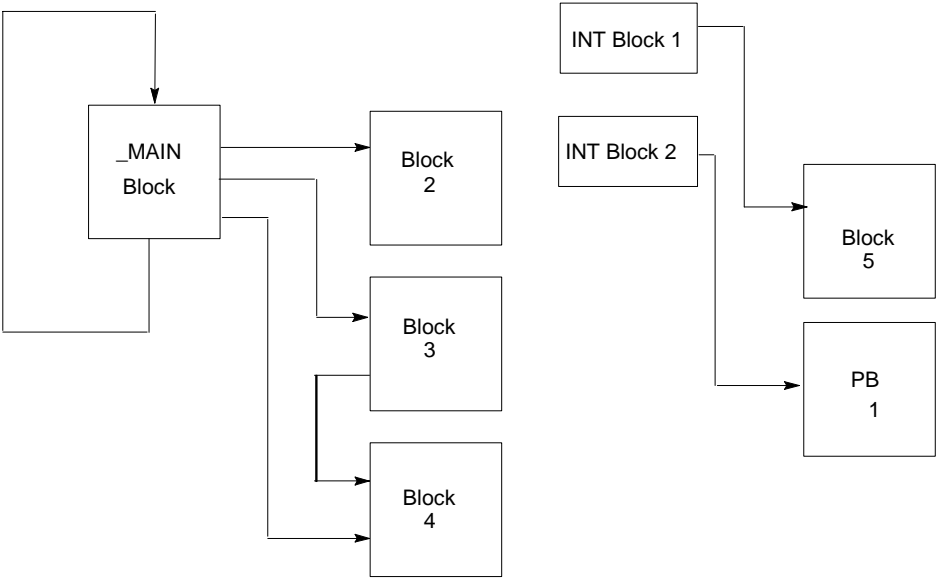 _MAIN
Block
Block
2
Block
3
Block
4
INT Block 1
INT Block 2
Block
5
PB
1